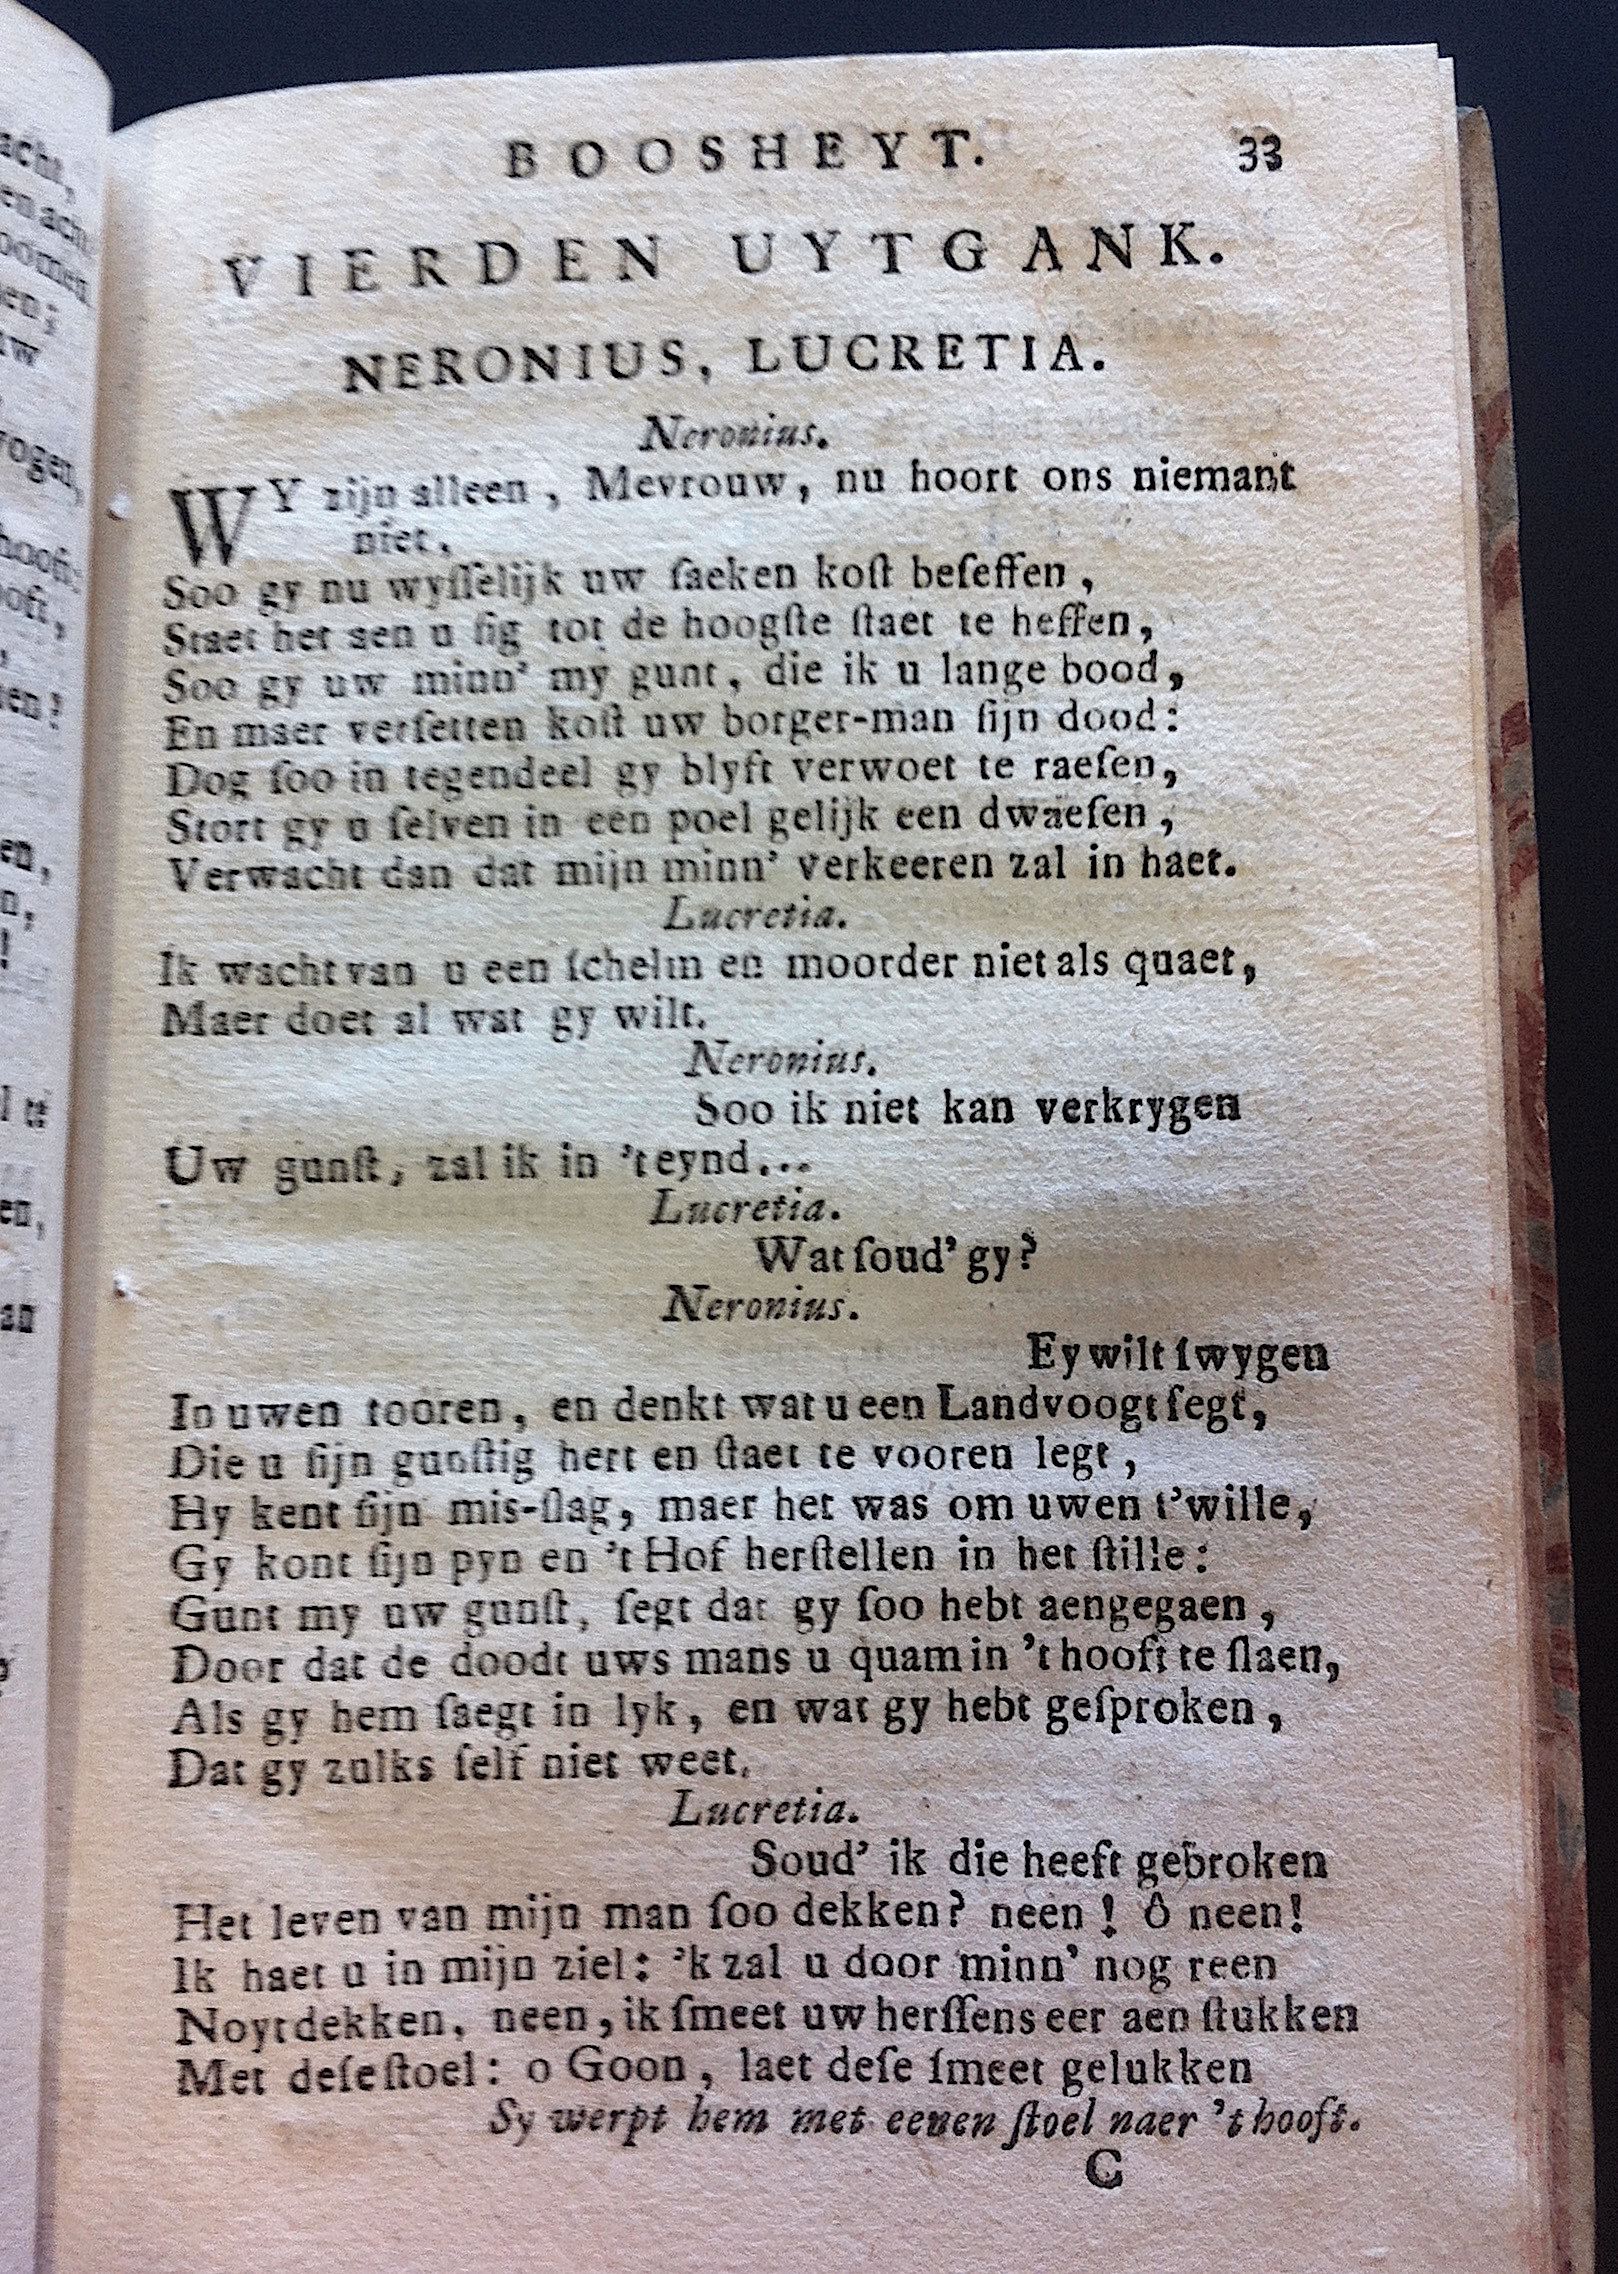 BOOSHEYT. 33
VIERDEN UYTGANK.
NERONIUS, LUCRETIA.
Neronius.
WY zijn alleen, Mevrouw, nu hoort ons niemant
niet.
Soo gy nu wyſſelijk uw ſaeken koſt beſeffen,
Staet het aen u ſig tot de hoogſte ſtaet te heffen,
Soo gy uw minn' my gunt, die ik u lange bood,
En maer verſetten koſt uw borger-man ſijn dood:
Dog ſoo in tegendeel gy blyft verwoet te raeſen,
Stort gy u ſelven in een poel gelijk een dwaeſen,
Verwacht dan dat mijn minn' verkeeren zal in haet.
Lucretia.
Ik wacht van u een ſchelm en moorder niet als quaet,
Maer doet al wat gy wilt.
Neronius.
Soo ik niet kan verkrygen
Uw gunſt, zal ik in 't eynd...
Lucretia.
Wat ſoud' gy?
Neronius.
Ey wilt ſwygen
In uwen tooren, en denkt wat u een Landvoogt ſegt,
Die u ſijn gunſtig hert en ſtaet te vooren legt,
Hy kent ſijn mis-ſlag, maer het was om uwen t'wille,
Gy kont ſijn pyn en 't Hof herſtellen in het ſtille:
Gunt my uw gunſt, ſegt dat gy ſoo hebt aengegaen,
Door dat de doodt uws mans u quam in 't hooft te ſlaen,
Als gy hem ſaegt in lyk, en wat gy hebt geſproken,
Dat gy zulks ſelf niet weet.
Lucretia.
Soud' ik die heeft gebroken
Het leven van mijn man ſoo dekken? neen! ô neen!
Ik haet u in mijn ziel: 'k zal u door minn' nog reen
Noyt dekken, neen, ik ſmeet uw herſſens eer aen ſtukken
Met deſe ſtoel: o Goon, laet deſe ſmeet gelukken
Sy werpt hem met eenen ſtoel naer 't hooft.
C